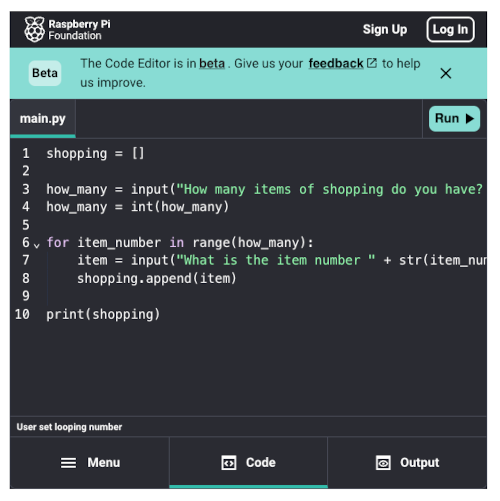 Raspberry Pi
Foundation
Sign Up
Log In
Beta
The Code Editor is in beta . Give us your feedback to help
us improve.
main.py
Run
1 shopping = []
2
3 how_many = input("How many items of shopping do you have?
4 how_many = int(how_many)
5
6 for item_number in range(how_many):
7     item = input("What is the item number " + str(item_num
8     shopping.append(item)
9
10 print(shopping)
User set looping number
Menu
Code
Output